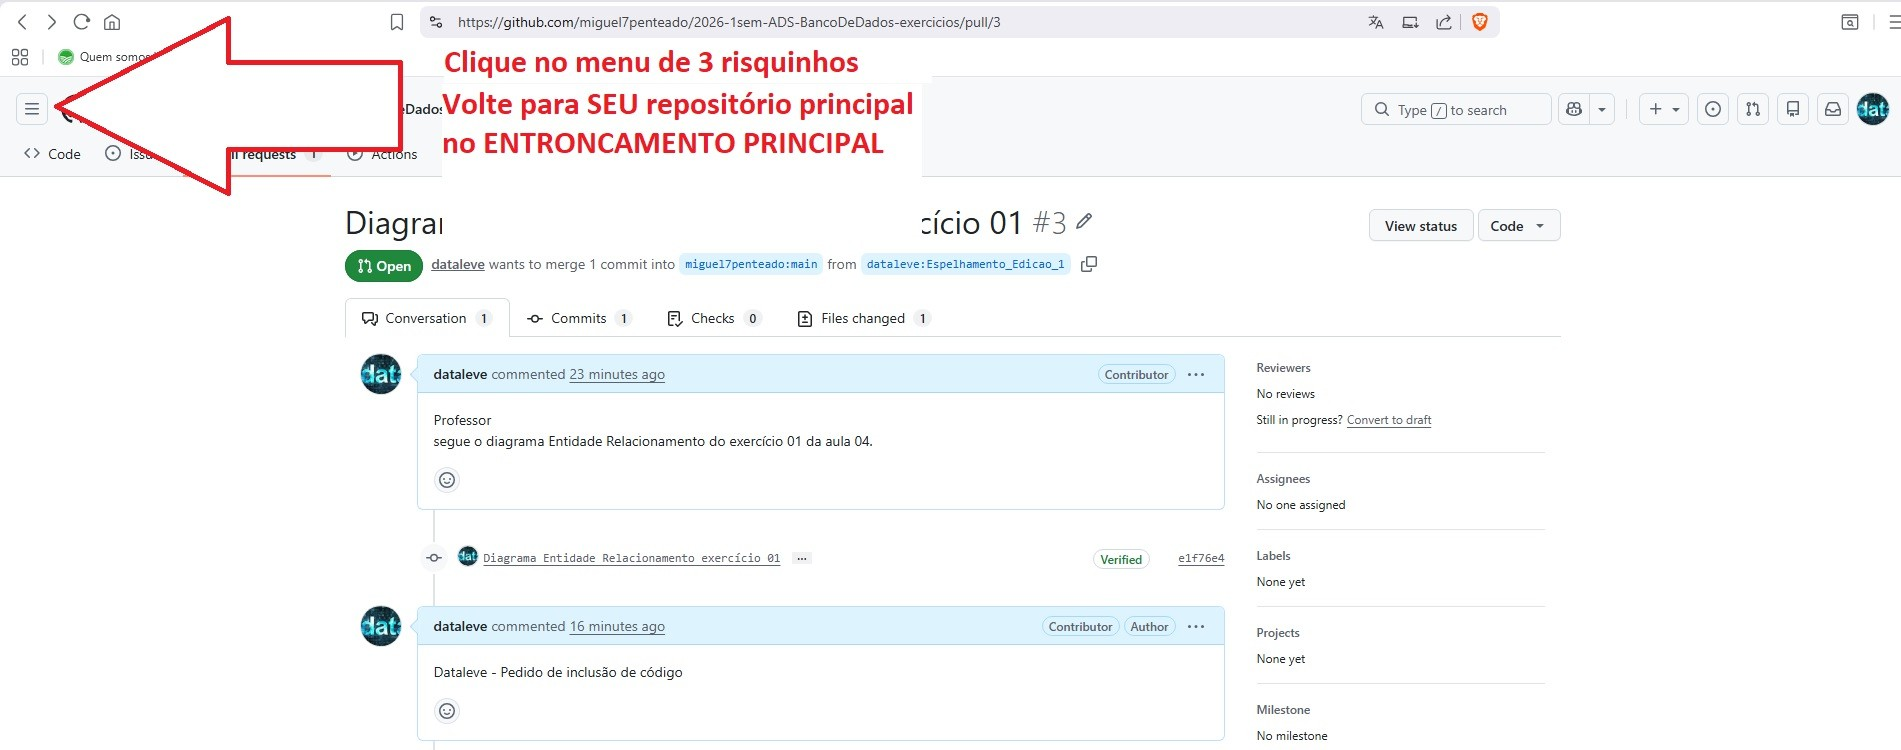 https://github.com/miguel7penteado/2026-1sem-ADS-BancoDeDados-exercicios/pull/3
Quem somos
Clique no menu de 3 risquinhos
Volte para SEU repositório principal
no ENTRONCAMENTO PRINCIPAL
Type / to search
Code
requests 1
Actions
#3
01
View status
Code
Open
dataleve wants to merge 1 commit into miguel7penteado:main from dataleve:Espelhamento_Edicao_1
Conversation 1
Commits 1
Checks 0
Files changed 1
dataleve commented 23 minutes ago
Contributor
Professor
segue o diagrama Entidade Relacionamento do exercício 01 da aula 04.
Diagrama Entidade Relacionamento exercício 01
Verified
e1f76e4
dataleve commented 16 minutes ago
Contributor
Author
Dataleve - Pedido de inclusão de código
Reviewers
No reviews
Still in progress? Convert to draft
Assignees
No one assigned
Labels
None yet
Projects
None yet
Milestone
No milestone